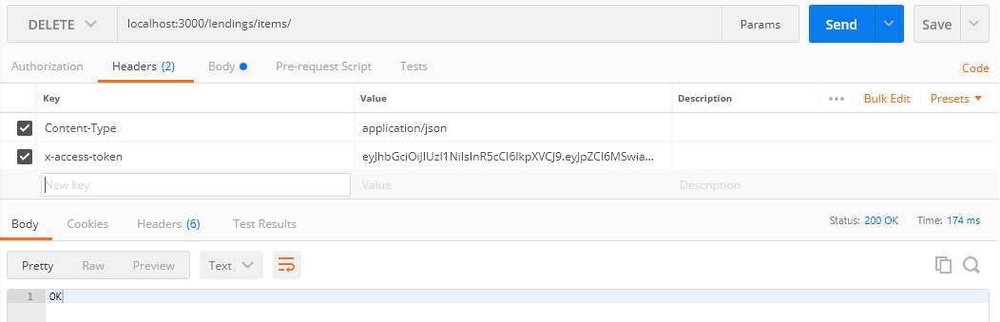 DELETE localhost:3000/lendings/items/ Params Send Save
Authorization Headers (2) Body Pre-request Script Tests Code
Key Value Description ••• Bulk Edit Presets
Content-Type application/json
x-access-token eyJhbGciOiJIUzI1NiIsInR5cCI6IkpXVCJ9.eyJpZCI6MSwia...
New key Value Description
Body Cookies Headers (6) Test Results Status: 200 OK Time: 174 ms
Pretty Raw Preview Text
1 OK